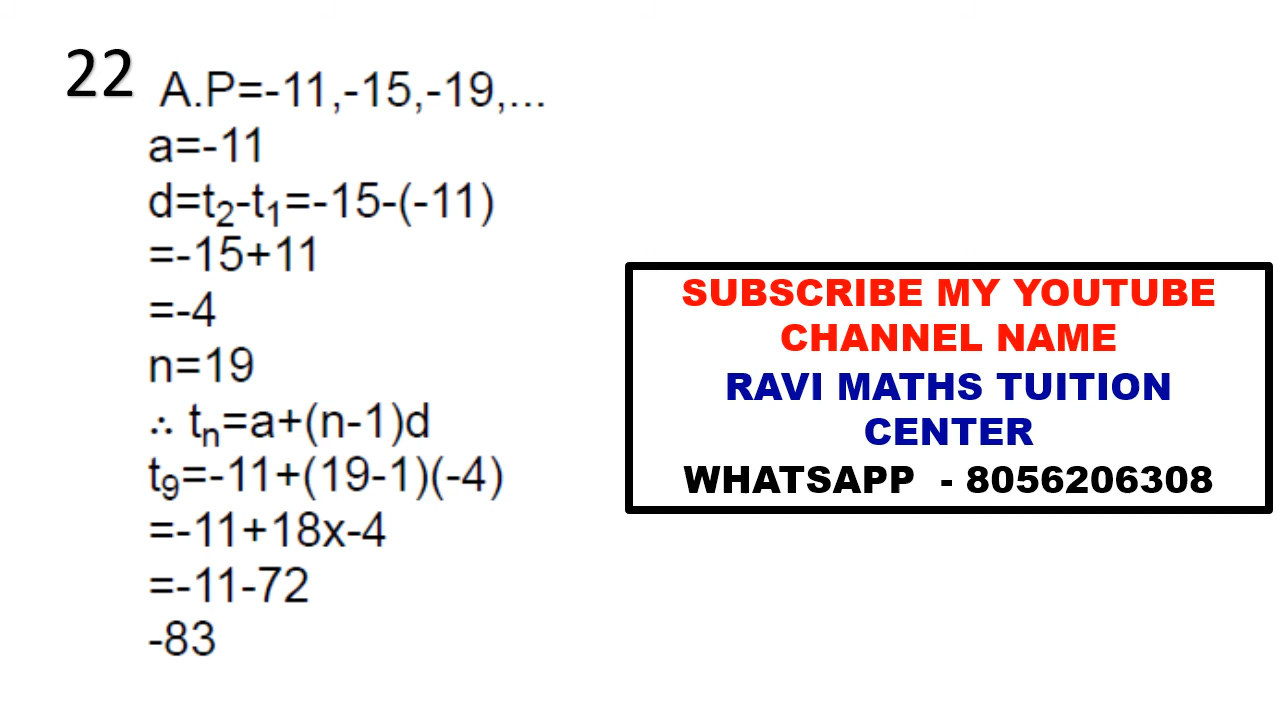 22 A.P=-11,-15,-19,...
a=-11
d=t₂-t₁=-15-(-11)
=-15+11
=-4
n=19
∴ tₙ=a+(n-1)d
t₉=-11+(19-1)(-4)
=-11+18x-4
=-11-72
-83
SUBSCRIBE MY YOUTUBE
CHANNEL NAME
RAVI MATHS TUITION
CENTER
WHATSAPP - 8056206308